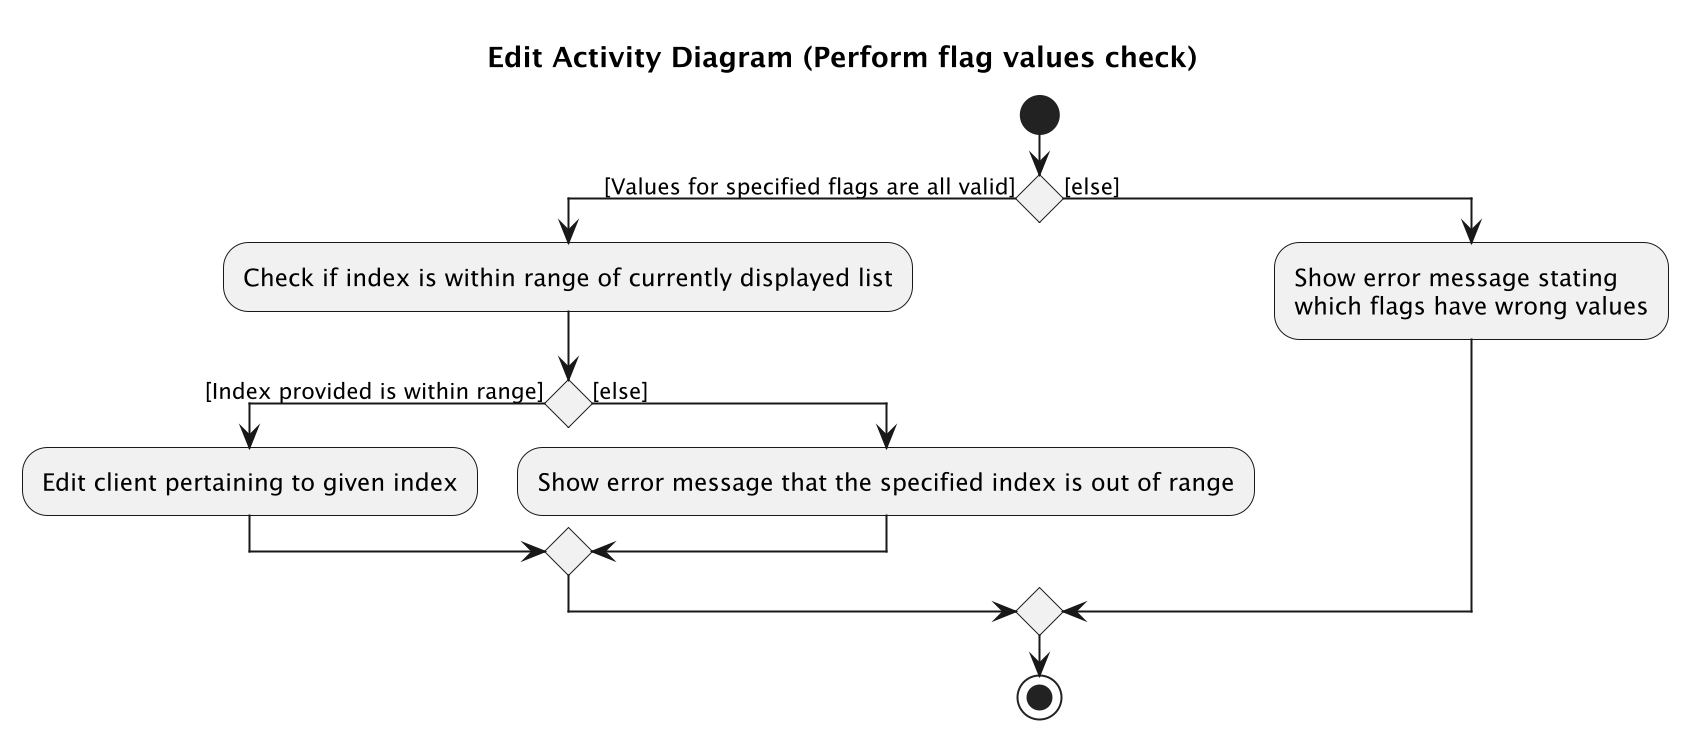 Edit Activity Diagram (Perform flag values check)
[Values for specified flags are all valid]
[else]
Check if index is within range of currently displayed list
Show error message stating
which flags have wrong values
[Index provided is within range]
[else]
Edit client pertaining to given index
Show error message that the specified index is out of range